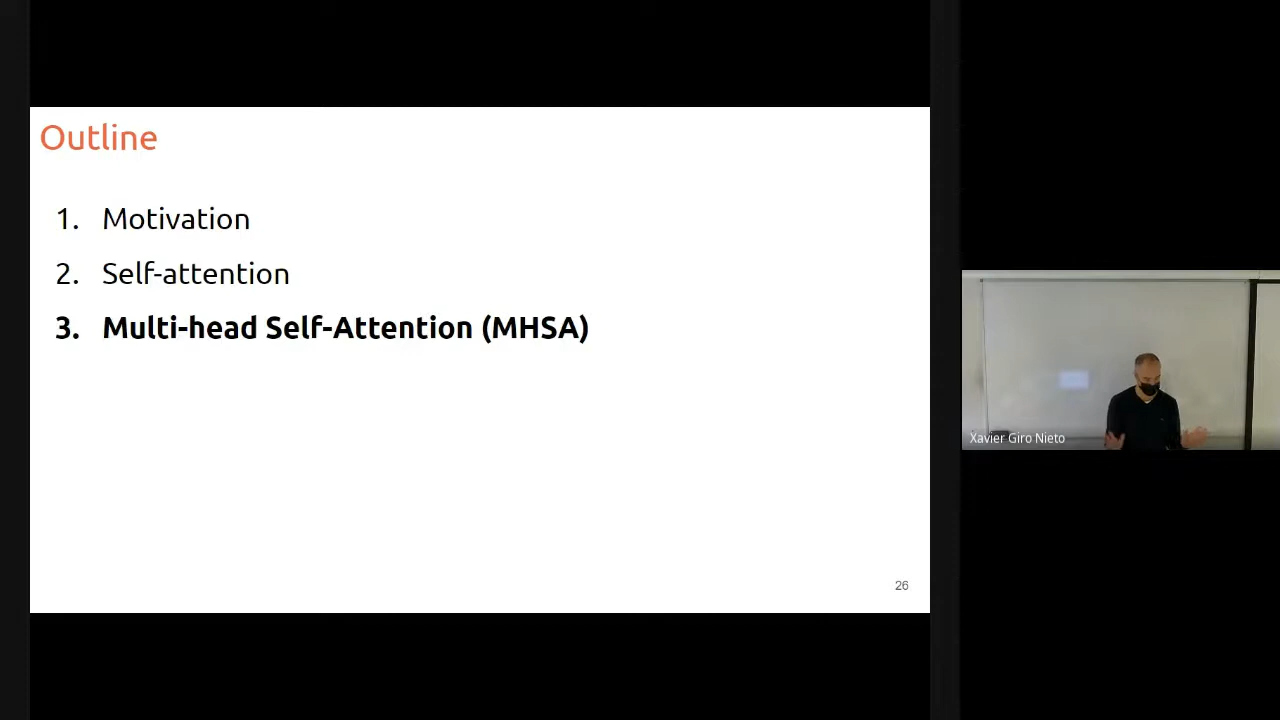 Outline
1. Motivation
2. Self-attention
3. Multi-head Self-Attention (MHSA)
26
Xavier Giro Nieto